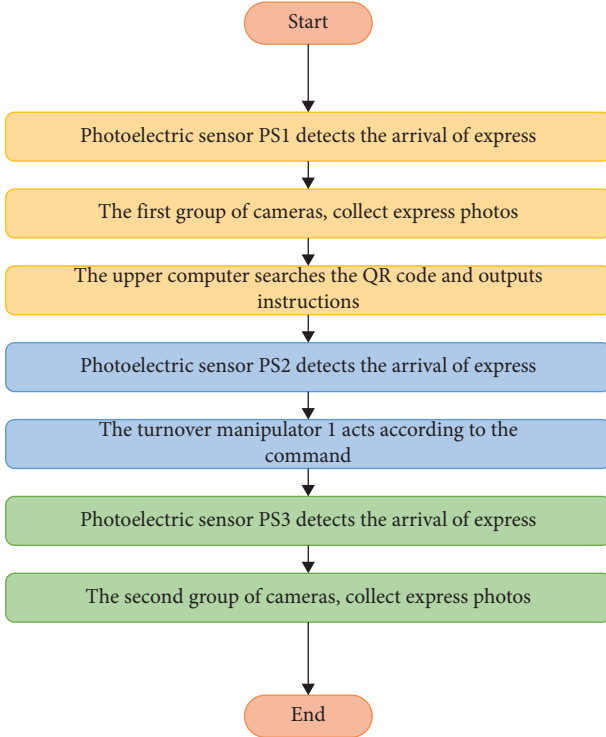 Start
Photoelectric sensor PS1 detects the arrival of express
The first group of cameras, collect express photos
The upper computer searches the QR code and outputs
instructions
Photoelectric sensor PS2 detects the arrival of express
The turnover manipulator 1 acts according to the
command
Photoelectric sensor PS3 detects the arrival of express
The second group of cameras, collect express photos
End